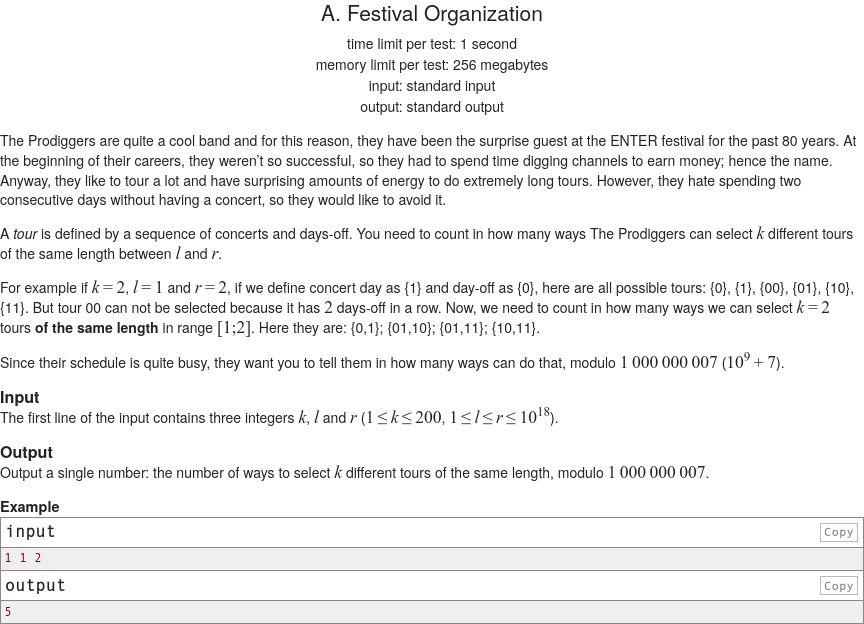 A. Festival Organization
time limit per test: 1 second
memory limit per test: 256 megabytes
input: standard input
output: standard output
The Prodiggers are quite a cool band and for this reason, they have been the surprise guest at the ENTER festival for the past 80 years. At
the beginning of their careers, they weren't so successful, so they had to spend time digging channels to earn money; hence the name.
Anyway, they like to tour a lot and have surprising amounts of energy to do extremely long tours. However, they hate spending two
consecutive days without having a concert, so they would like to avoid it.
A tour is defined by a sequence of concerts and days-off. You need to count in how many ways The Prodiggers can select k different tours
of the same length between l and r.
For example if k = 2, l = 1 and r = 2, if we define concert day as {1} and day-off as {0}, here are all possible tours: {0}, {1}, {00}, {01}, {10},
{11}. But tour 00 can not be selected because it has 2 days-off in a row. Now, we need to count in how many ways we can select k = 2
tours of the same length in range [1;2]. Here they are: {0,1}; {01,10}; {01,11}; {10,11}.
Since their schedule is quite busy, they want you to tell them in how many ways can do that, modulo 1 000 000 007 (10⁹ + 7).
Input
The first line of the input contains three integers k, l and r (1 ≤ k ≤ 200, 1 ≤ l ≤ r ≤ 10¹⁸).
Output
Output a single number: the number of ways to select k different tours of the same length, modulo 1 000 000 007.
Example
input Copy
1 1 2
output Copy
5